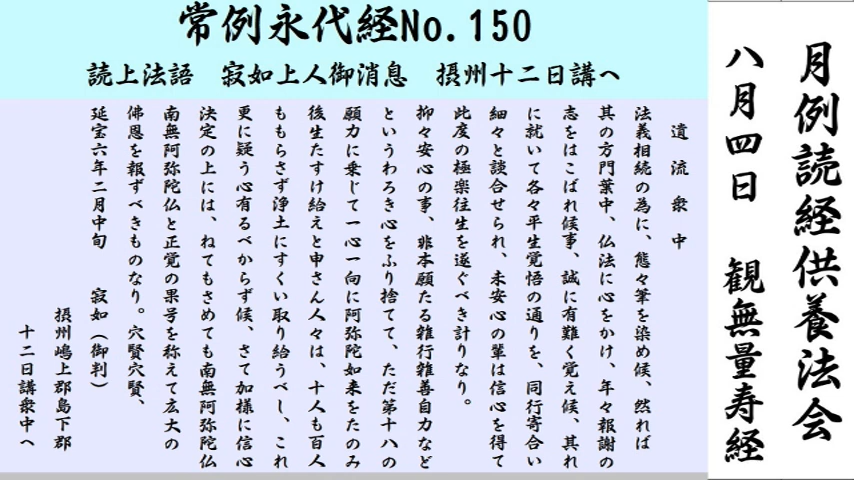 常例永代経No.150
読上法語　寂如上人御消息　摂州十二日講へ
月例読経供養法会
八月四日　観無量寿経
遺流衆中
法義相続の為に、態々筆を染め候、然れば
其の方門葉中、仏法に心をかけ、年々報謝の
志をはこばれ候事、誠に有難く覚え候、其れ
に就いて各々平生覚悟の通りを、同行寄合い
細々と談合せられ、未安心の輩は信心を得て
此度の極楽往生を遂ぐべき計りなり。
抑々安心の事、非本願たる雑行雑善自力など
というわろき心をふり捨てて、ただ第十八の
願力に乗じて一心一向に阿弥陀如来をたのみ
後生たすけ給えと申さん人々は、十人も百人
ももらさず浄土にすくい取り給うべし、これ
更に疑う心有るべからず候、さて加様に信心
決定の上には、ねてもさめても南無阿弥陀仏
南無阿弥陀仏と正覚の果号を称えて広大の
佛恩を報ずべきものなり。穴賢穴賢、
延宝六年二月中旬　寂如（御判）
摂州嶋上郡島下郡
十二日講衆中へ